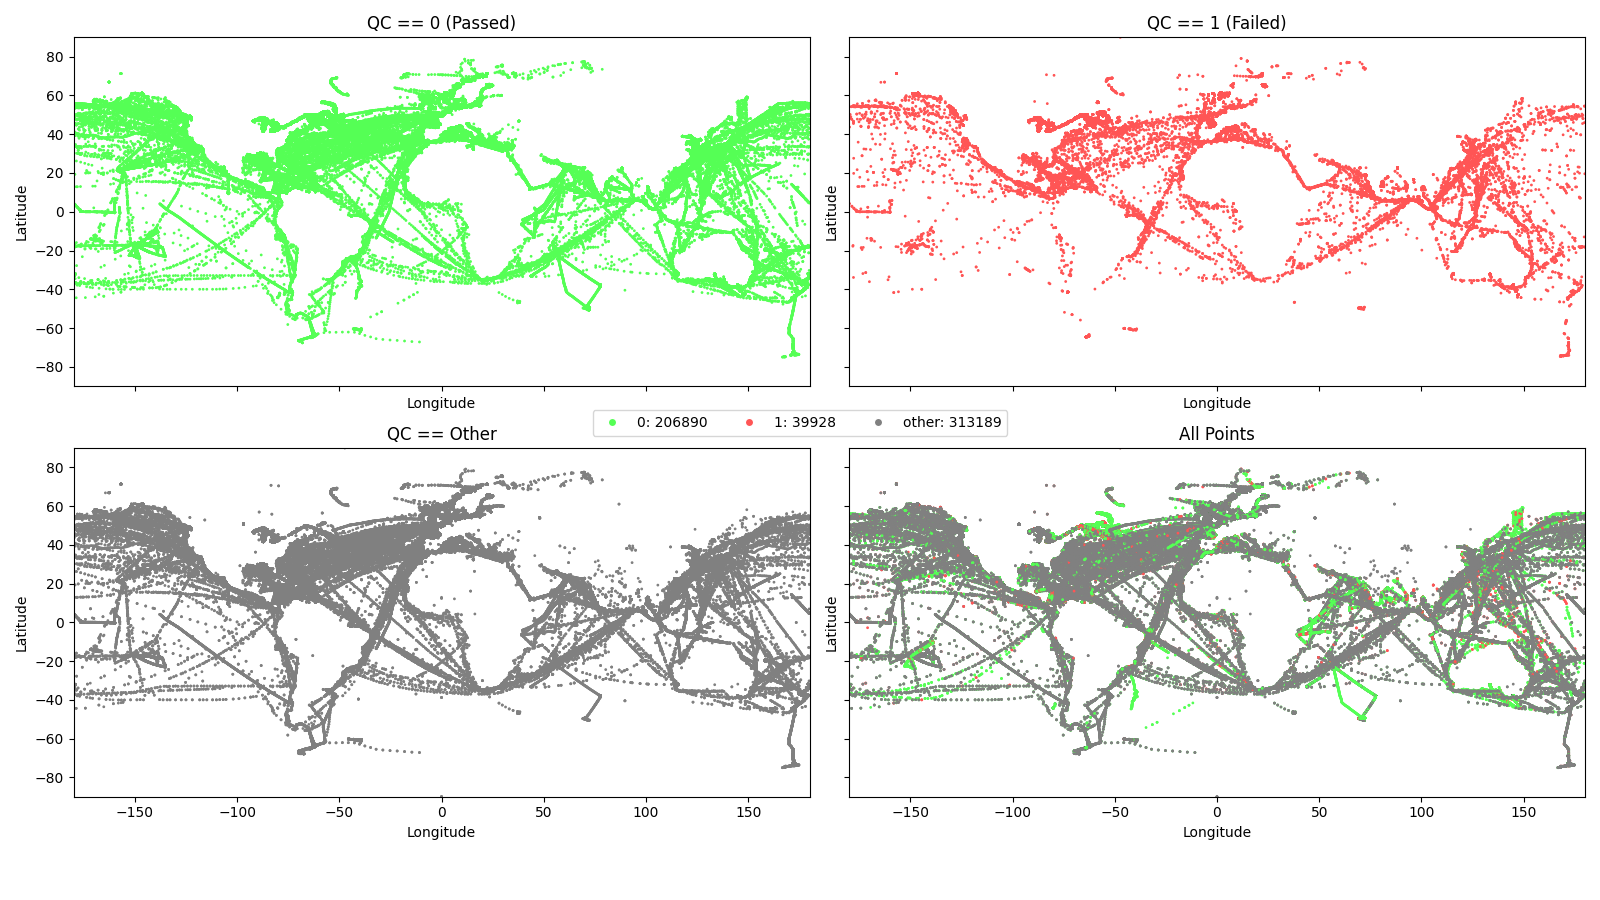 QC == 0 (Passed)
QC == 1 (Failed)
80
60
40
20
0
−20
−40
−60
−80
Latitude
Latitude
Longitude
Longitude
0: 206890 1: 39928 other: 313189
QC == Other
All Points
80
60
40
20
0
−20
−40
−60
−80
Latitude
Latitude
−150 −100 −50 0 50 100 150
−150 −100 −50 0 50 100 150
Longitude
Longitude